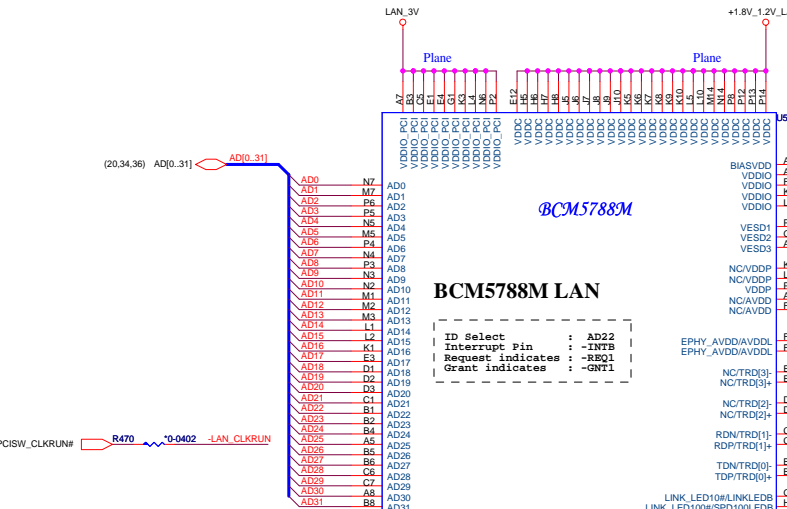 LAN_3V
+1.8V_1.2V_L
Plane
Plane
A7 B3 C5 E1 E4 G1 K3 L4 N6 P2
E12 H5 H6 H7 H8 J5 J6 J7 J8 J9 J10 K5 K6 K7 K8 K9 K10 L5 L10 M14 N14 P8 P12 P13 P14
U5
VDDIO_PCI VDDIO_PCI VDDIO_PCI VDDIO_PCI VDDIO_PCI VDDIO_PCI VDDIO_PCI VDDIO_PCI VDDIO_PCI VDDIO_PCI
VDDC VDDC VDDC VDDC VDDC VDDC VDDC VDDC VDDC VDDC VDDC VDDC VDDC VDDC VDDC VDDC VDDC VDDC VDDC VDDC VDDC VDDC VDDC VDDC VDDC
(20,34,36) AD[0..31] AD[0..31]
AD0 N7 AD0
AD1 M7 AD1
AD2 P6 AD2
AD3 P5 AD3
AD4 N5 AD4
AD5 M5 AD5
AD6 P4 AD6
AD7 N4 AD7
AD8 P3 AD8
AD9 N3 AD9
AD10 N2 AD10
AD11 M1 AD11
AD12 M2 AD12
AD13 M3 AD13
AD14 L1 AD14
AD15 L2 AD15
AD16 K1 AD16
AD17 E3 AD17
AD18 D1 AD18
AD19 D2 AD19
AD20 D3 AD20
AD21 C1 AD21
AD22 B1 AD22
AD23 B2 AD23
AD24 B4 AD24
AD25 A5 AD25
AD26 B5 AD26
AD27 B6 AD27
AD28 C6 AD28
AD29 C7 AD29
AD30 A8 AD30
AD31 B8 AD31
PCISW_CLKRUN# R470 *0-0402 -LAN_CLKRUN
BCM5788M
BCM5788M LAN
ID Select : AD22
Interrupt Pin : -INTB
Request indicates : -REQ1
Grant indicates : -GNT1
BIASVDD
VDDIO
VDDIO
VDDIO
VDDIO
VESD1
VESD2
VESD3
NC/VDDP
NC/VDDP
VDDP
NC/AVDD
NC/AVDD
EPHY_AVDD/AVDDL
EPHY_AVDD/AVDDL
NC/TRD[3]-
NC/TRD[3]+
NC/TRD[2]-
NC/TRD[2]+
RDN/TRD[1]-
RDP/TRD[1]+
TDN/TRD[0]-
TDP/TRD[0]+
LINK_LED10#/LINKLEDB
LINK_LED100#/SPD100LEDB